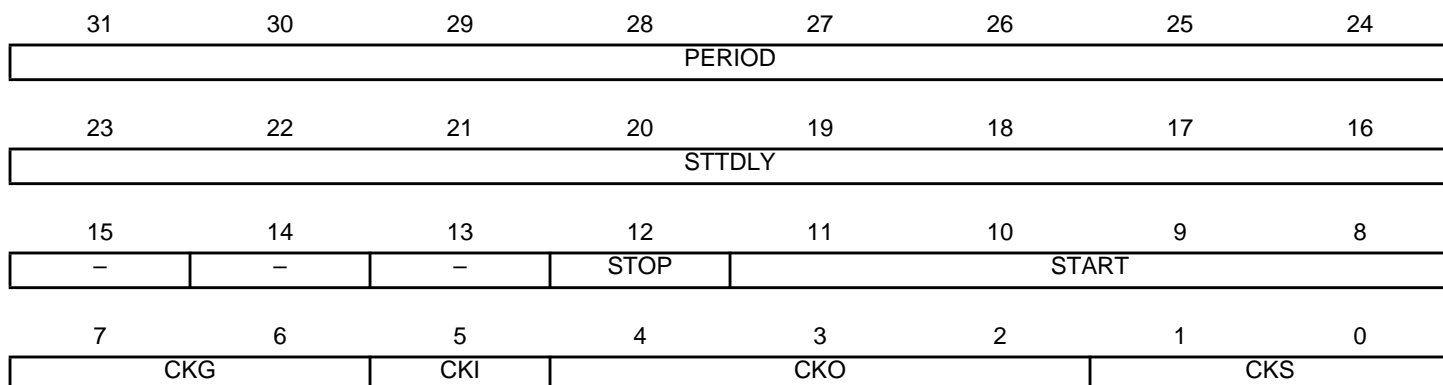 31 30 29 28 27 26 25 24
PERIOD
23 22 21 20 19 18 17 16
STTDLY
15 14 13 12 11 10 9 8
– – – STOP START
7 6 5 4 3 2 1 0
CKG CKI CKO CKS